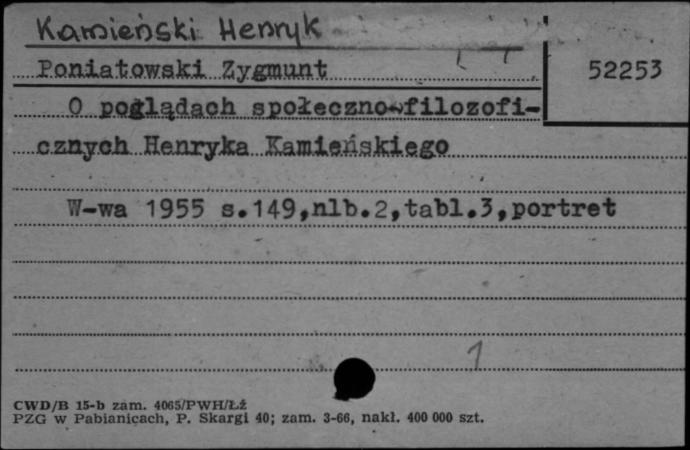 Kamieński Henryk
Poniatowski Zygmunt
52253
O poglądach społeczno-filozofi-
cznych Henryka Kamieńskiego
W-wa 1955 s.149,nlb.2,tabl.3,portret
1
CWD/B 15-b zam. 4065/PWH/Łź
PZG w Pabianicach, P. Skargi 40; zam. 3-66, nakł. 400 000 szt.